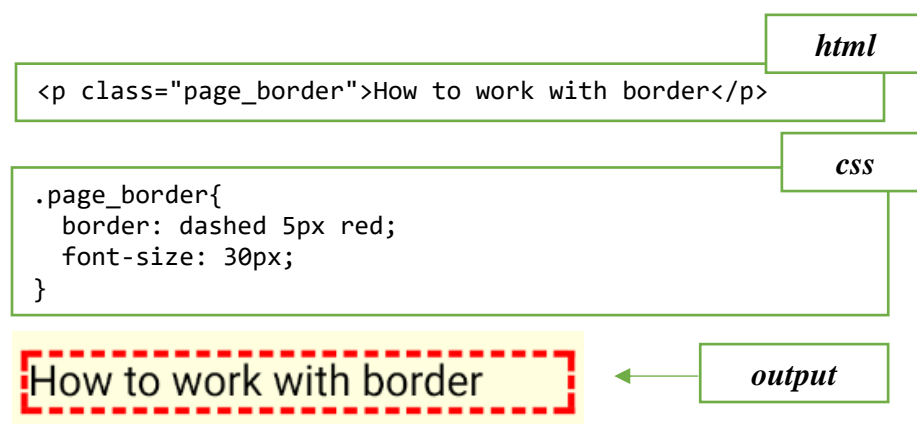 html
<p class="page_border">How to work with border</p>
css
.page_border{
  border: dashed 5px red;
  font-size: 30px;
}
How to work with border
output